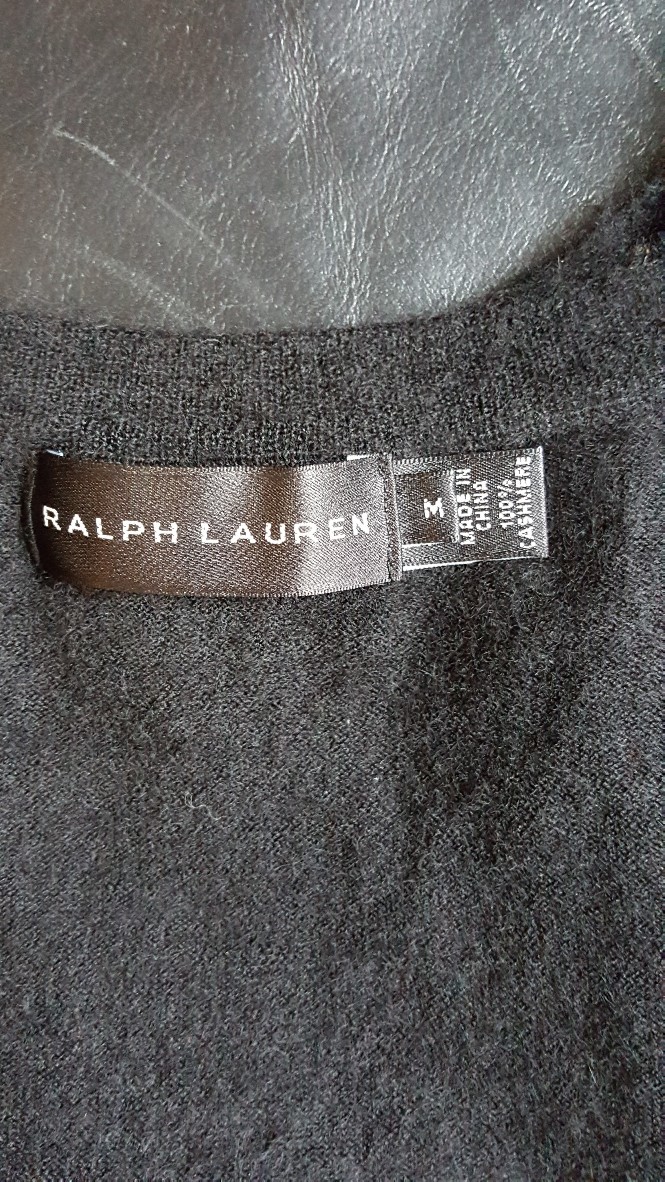 RALPH LAUREN
M
MADE IN
CHINA
100%
CASHMERE